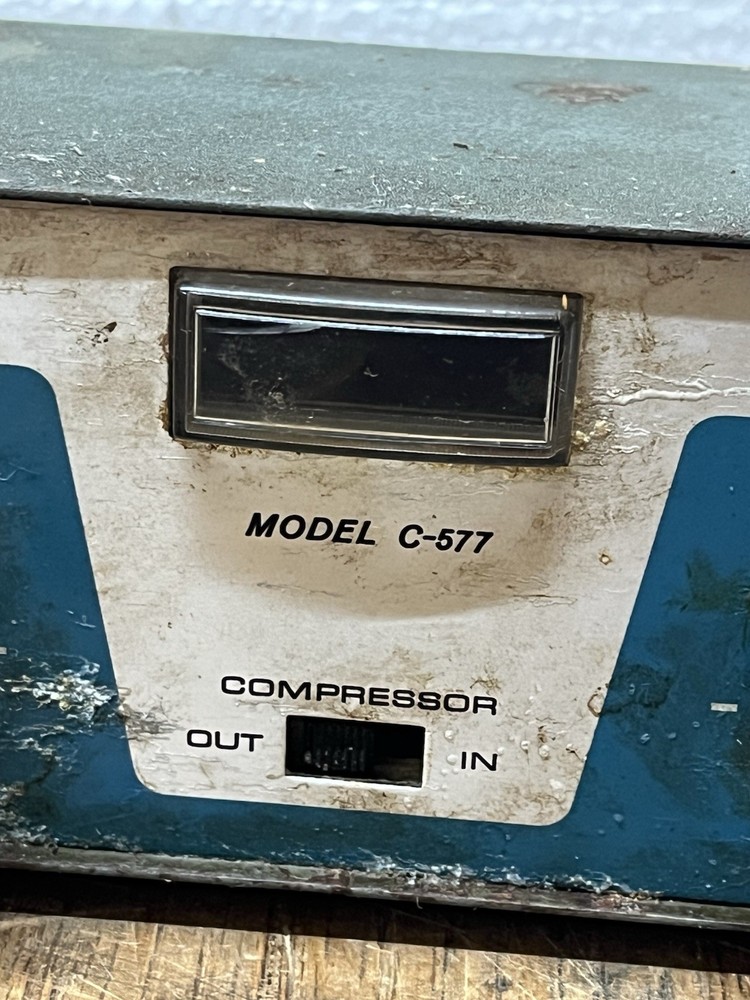 MODEL C-577
COMPRESSOR
OUT IN